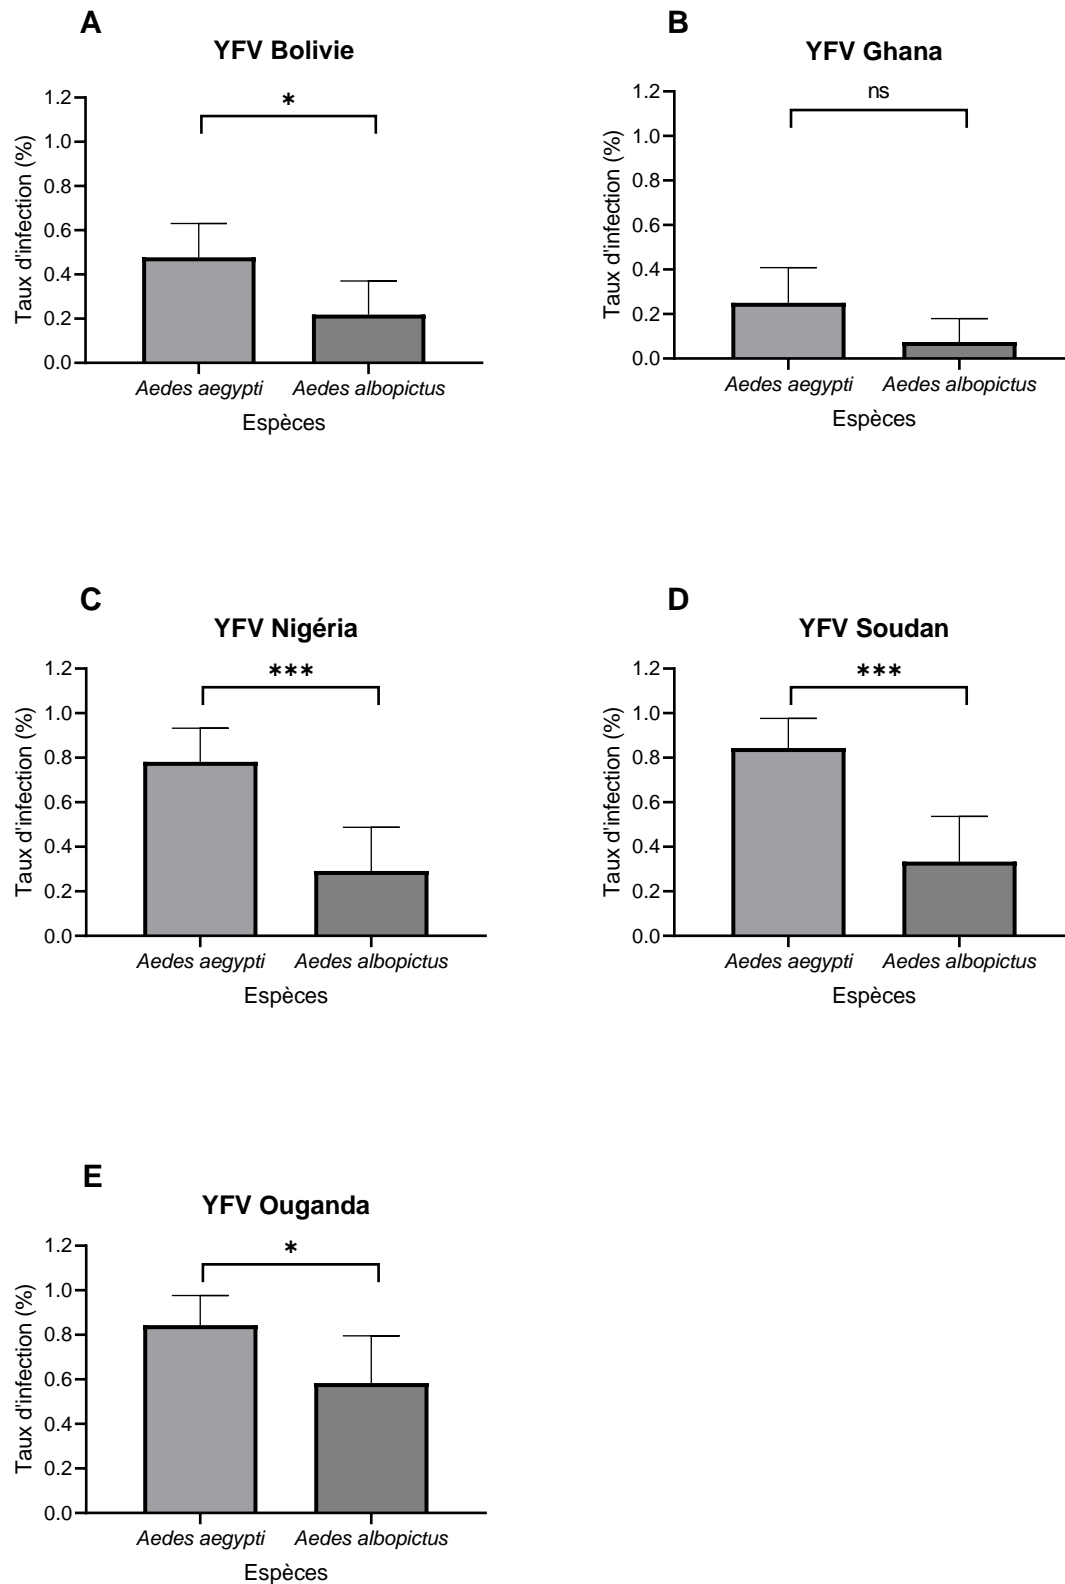 A
YFV Bolivie
*
Taux d'infection (%)
1.2
1.0
0.8
0.6
0.4
0.2
0.0
Aedes aegypti Aedes albopictus
Espèces
B
YFV Ghana
ns
Taux d'infection (%)
1.2
1.0
0.8
0.6
0.4
0.2
0.0
Aedes aegypti Aedes albopictus
Espèces
C
YFV Nigéria
***
Taux d'infection (%)
1.2
1.0
0.8
0.6
0.4
0.2
0.0
Aedes aegypti Aedes albopictus
Espèces
D
YFV Soudan
***
Taux d'infection (%)
1.2
1.0
0.8
0.6
0.4
0.2
0.0
Aedes aegypti Aedes albopictus
Espèces
E
YFV Ouganda
*
Taux d'infection (%)
1.2
1.0
0.8
0.6
0.4
0.2
0.0
Aedes aegypti Aedes albopictus
Espèces